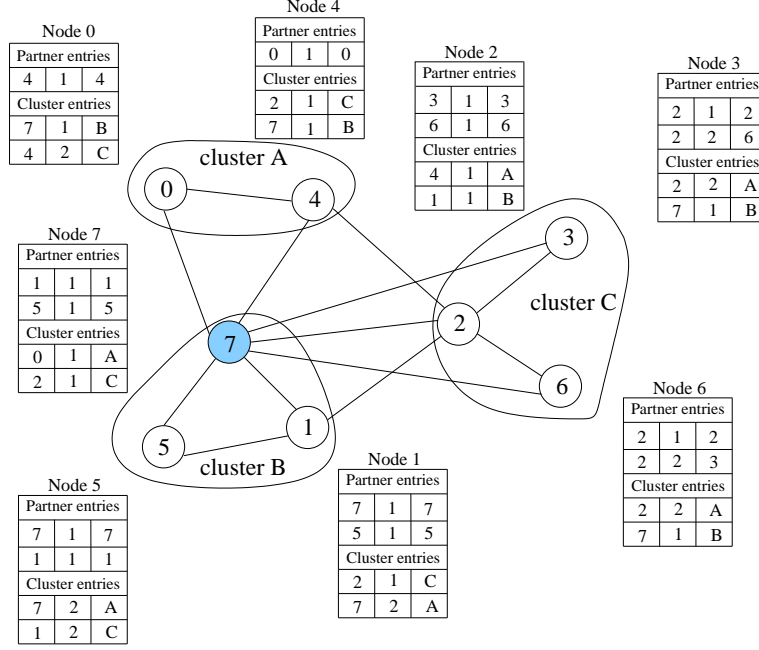 Node 0
Partner entries
4 1 4
Cluster entries
7 1 B
4 2 C
Node 4
Partner entries
0 1 0
Cluster entries
2 1 C
7 1 B
Node 2
Partner entries
3 1 3
6 1 6
Cluster entries
4 1 A
1 1 B
Node 3
Partner entries
2 1 2
2 2 6
Cluster entries
2 2 A
7 1 B
cluster A
0
4
Node 7
Partner entries
1 1 1
5 1 5
Cluster entries
0 1 A
2 1 C
3
cluster C
2
6
7
1
5
cluster B
Node 6
Partner entries
2 1 2
2 2 3
Cluster entries
2 2 A
7 1 B
Node 5
Partner entries
7 1 7
1 1 1
Cluster entries
7 2 A
1 2 C
Node 1
Partner entries
7 1 7
5 1 5
Cluster entries
2 1 C
7 2 A